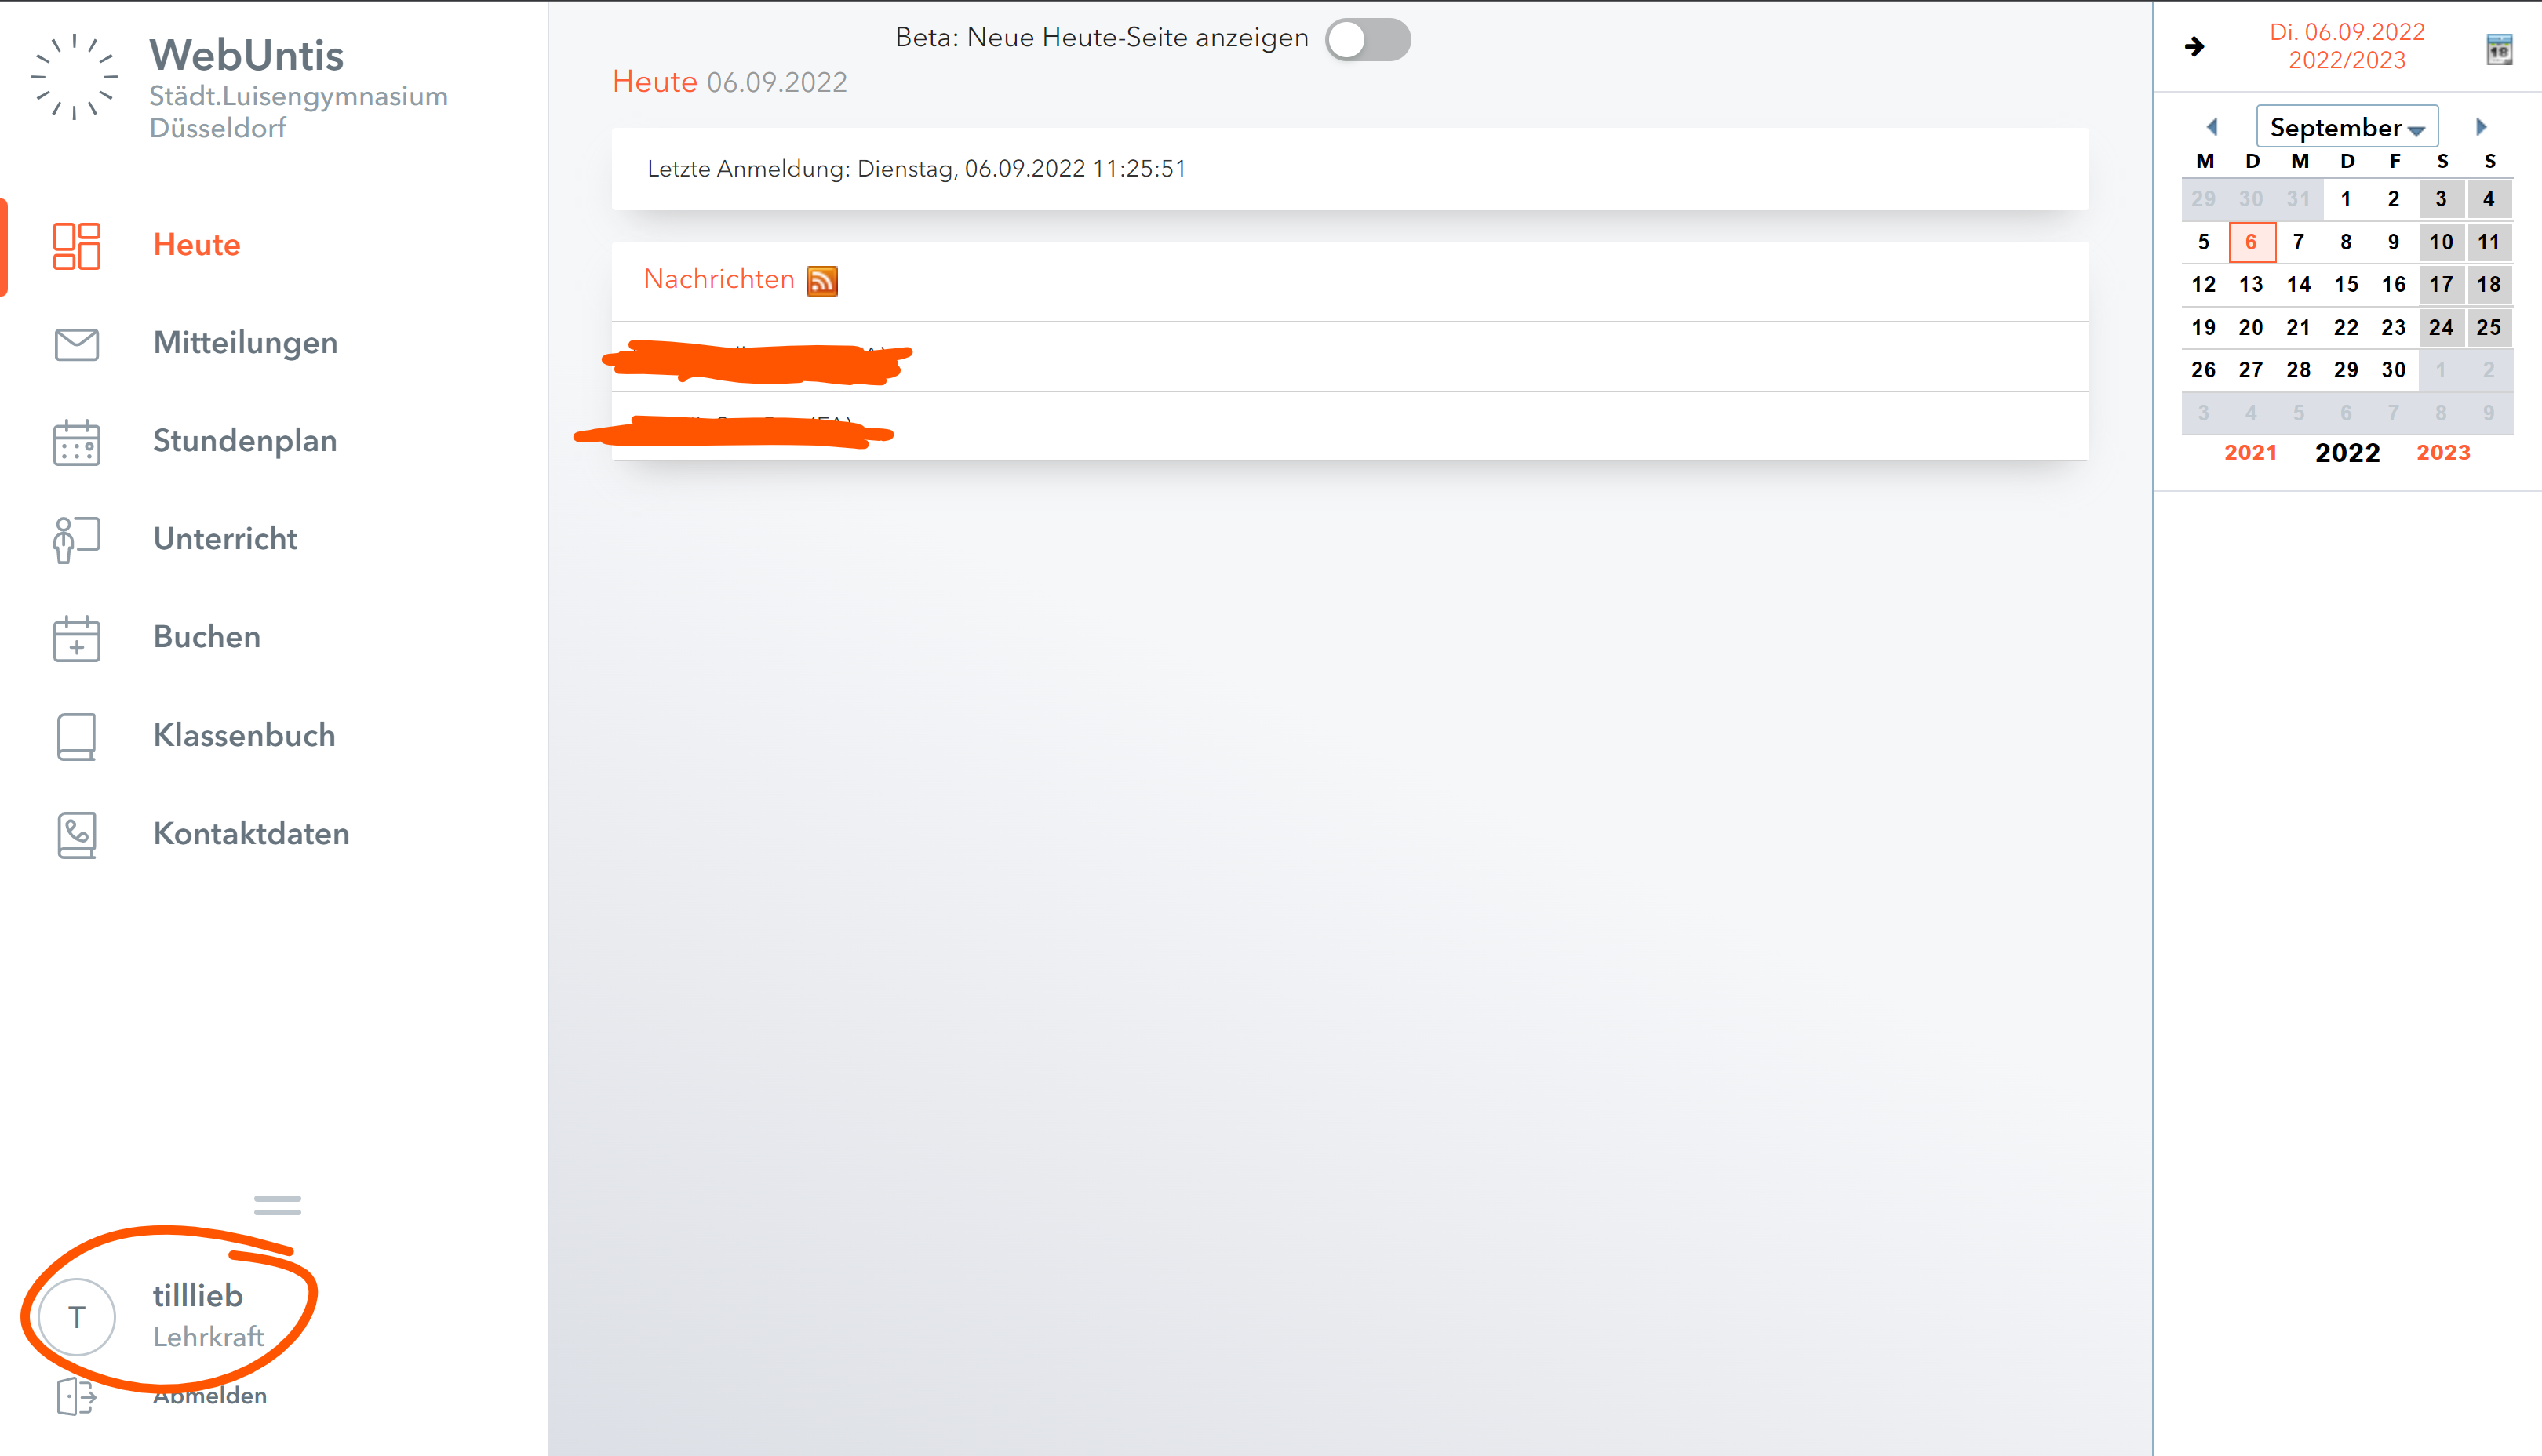 WebUntis
Städt.Luisengymnasium
Düsseldorf
Heute
Mitteilungen
Stundenplan
Unterricht
Buchen
Klassenbuch
Kontaktdaten
T
tilllieb
Lehrkraft
Abmelden
Beta: Neue Heute-Seite anzeigen
Heute 06.09.2022
Letzte Anmeldung: Dienstag, 06.09.2022 11:25:51
Nachrichten
Di. 06.09.2022
2022/2023
18
September
M D M D F S S
29 30 31 1 2 3 4
5 6 7 8 9 10 11
12 13 14 15 16 17 18
19 20 21 22 23 24 25
26 27 28 29 30 1 2
3 4 5 6 7 8 9
2021 2022 2023